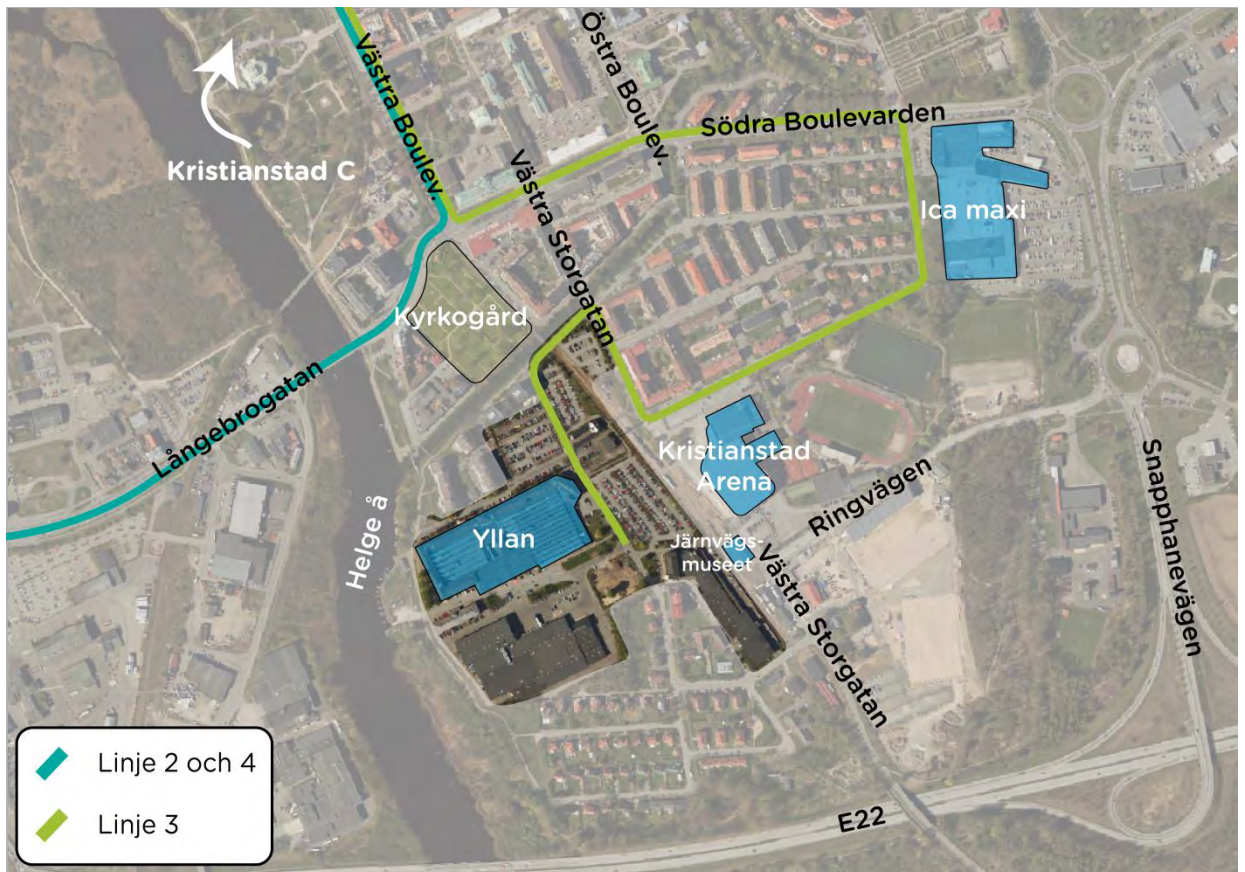 Västra Boulev.
Östra Boulev.
Södra Boulevarden
Kristianstad C
Västra Storgatan
Ica maxi
Kyrkogård
Långebrogatan
Kristianstad
Arena
Ringvägen
Snapphanevägen
Yllan
Helge å
Järnvägs-
museet
Västra Storgatan
E22
Linje 2 och 4
Linje 3